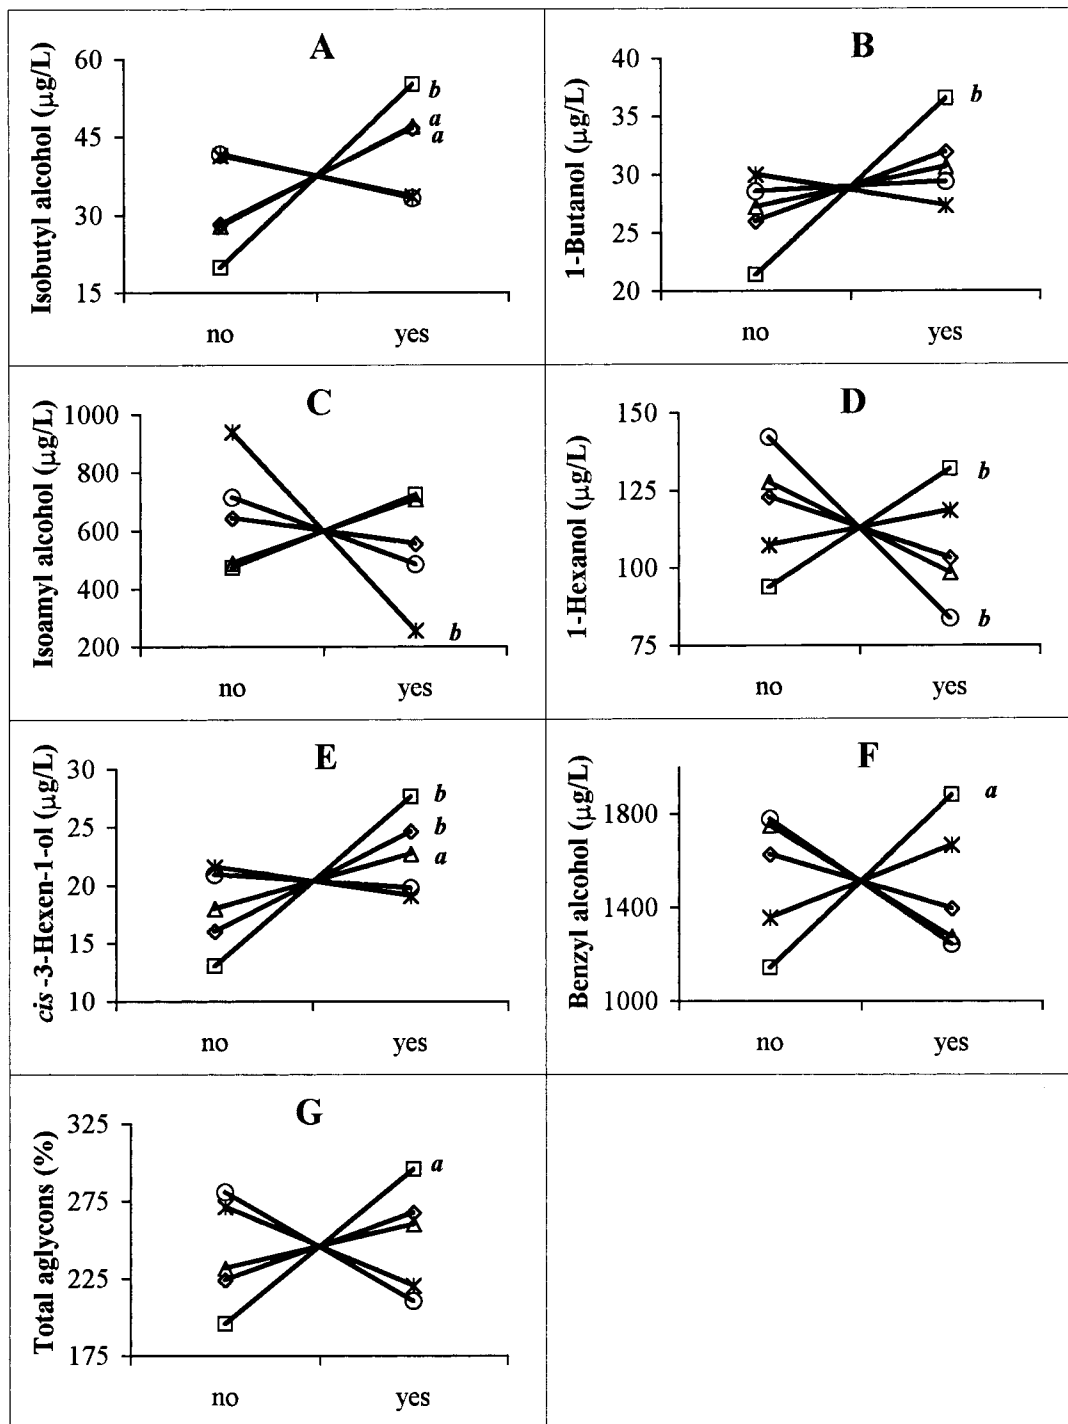 A
Isobutyl alcohol (µg/L)
60
45
30
15
b
a
a
no yes
B
1-Butanol (µg/L)
40
35
30
25
20
b
no yes
C
Isoamyl alcohol (µg/L)
1000
800
600
400
200
b
no yes
D
1-Hexanol (µg/L)
150
125
100
75
b
b
no yes
E
cis-3-Hexen-1-ol (µg/L)
30
25
20
15
10
b
b
a
no yes
F
Benzyl alcohol (µg/L)
1800
1400
1000
a
no yes
G
Total aglycons (%)
325
275
225
175
a
no yes